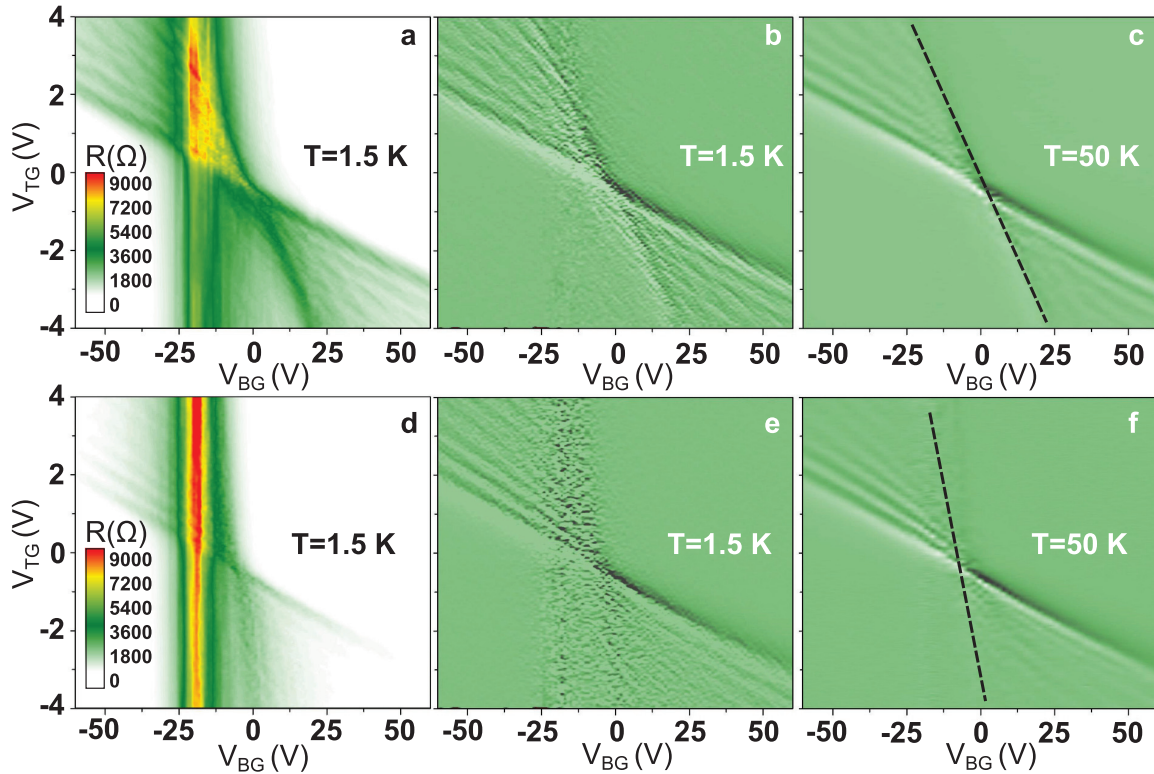 a
b
c
4
2
0
-2
-4
V_TG (V)
R(Ω)
9000
7200
5400
3600
1800
0
T=1.5 K
T=1.5 K
T=50 K
-50 -25 0 25 50
-50 -25 0 25 50
-50 -25 0 25 50
V_BG (V)
V_BG (V)
V_BG (V)
d
e
f
4
2
0
-2
-4
V_TG (V)
R(Ω)
9000
7200
5400
3600
1800
0
T=1.5 K
T=1.5 K
T=50 K
-50 -25 0 25 50
-50 -25 0 25 50
-50 -25 0 25 50
V_BG (V)
V_BG (V)
V_BG (V)